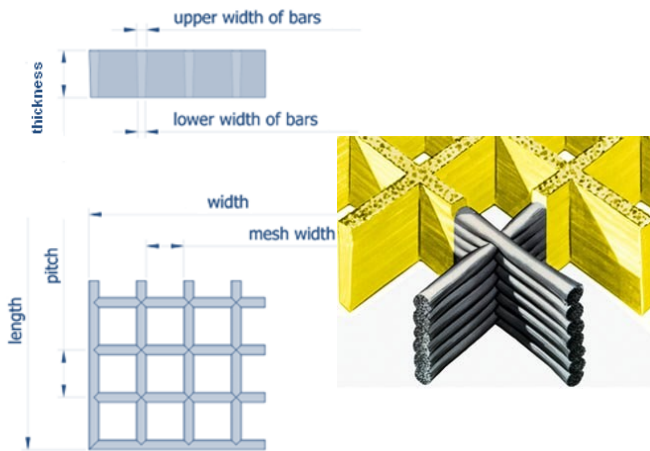 upper width of bars
thickness
lower width of bars
width
mesh width
pitch
length